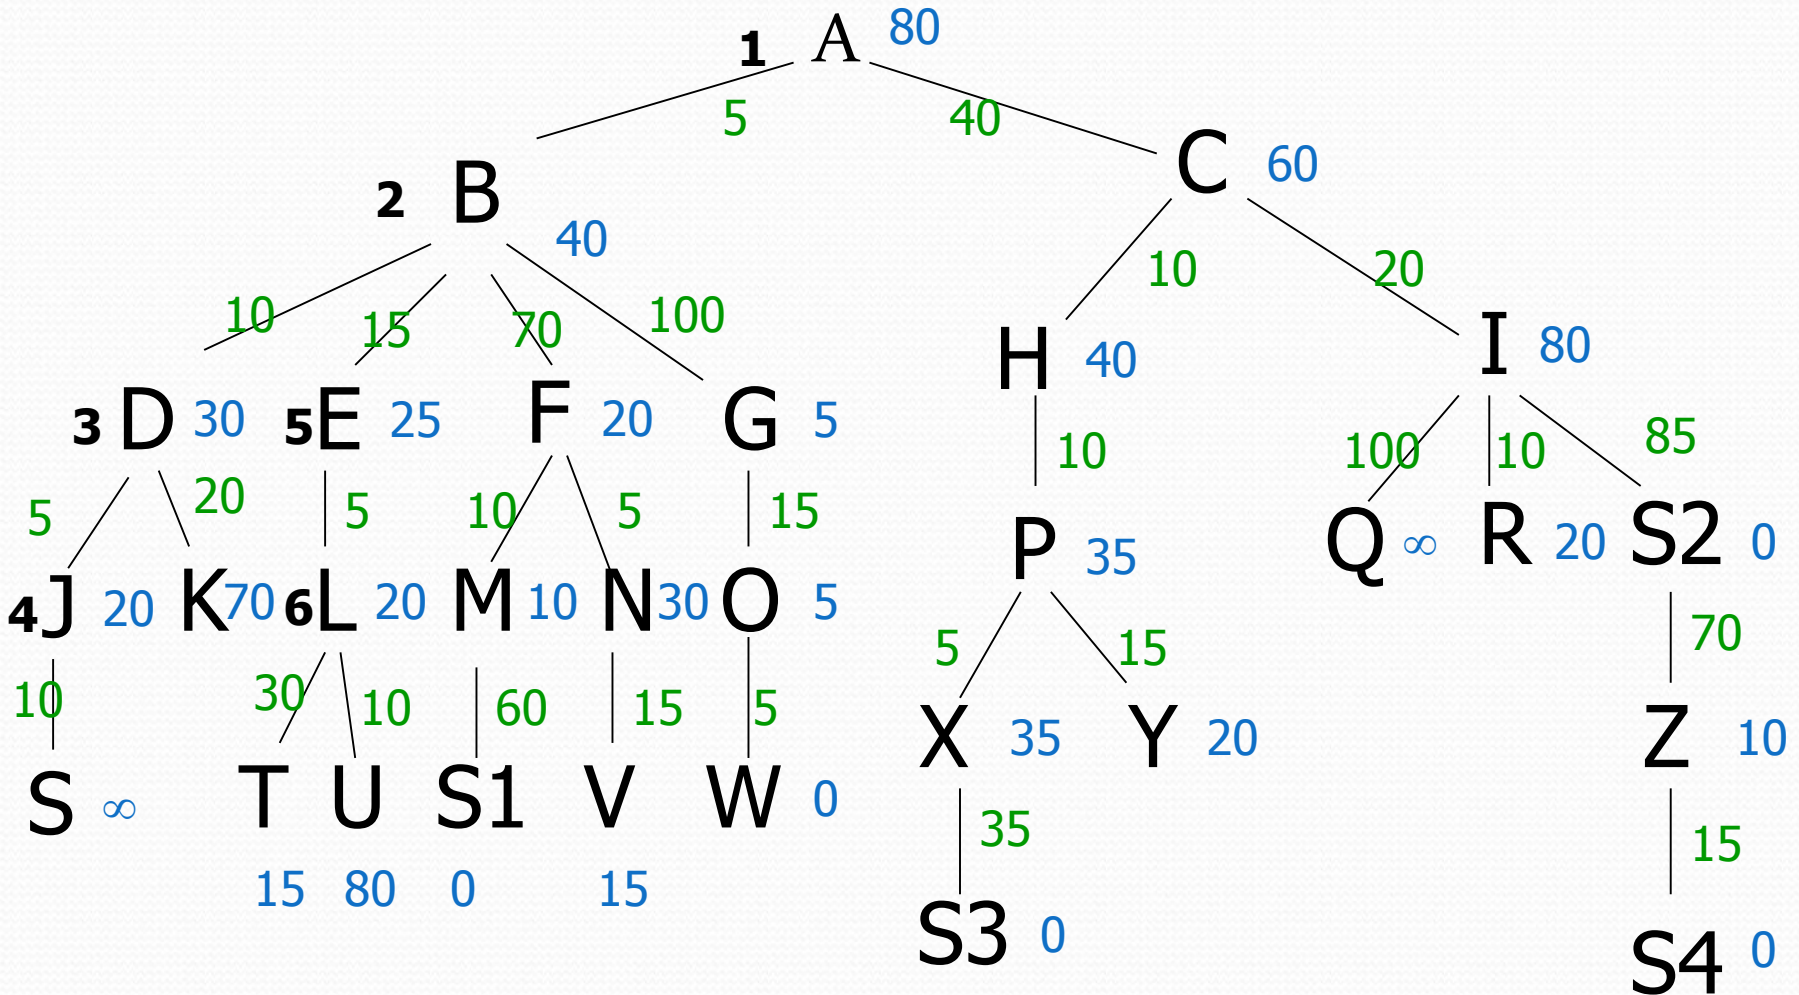 1 A 80
5 40
2 B 40 C 60
10 15 70 100 10 20
3 D 30 5 E 25 F 20 G 5 H 40 I 80
5 20 5 10 5 15 10 100 10 85
4 J 20 K 70 6 L 20 M 10 N 30 O 5 P 35 Q ∞ R 20 S2 0
10 30 10 60 15 5 5 15 70
S ∞ T U S1 V W 0 X 35 Y 20 Z 10
15 80 0 15 35 15
S3 0 S4 0